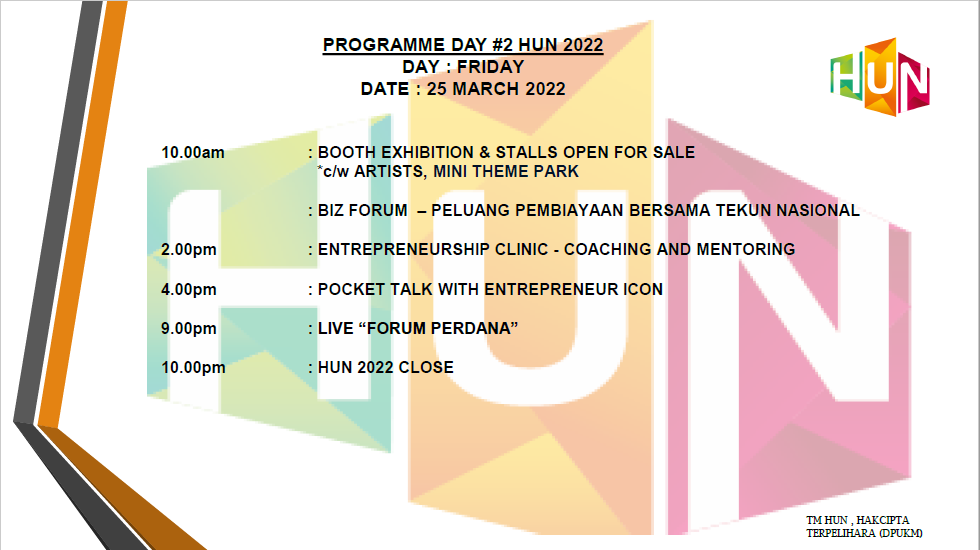 PROGRAMME DAY #2 HUN 2022
DAY : FRIDAY
DATE : 25 MARCH 2022
HUN
10.00am : BOOTH EXHIBITION & STALLS OPEN FOR SALE
*c/w ARTISTS, MINI THEME PARK
: BIZ FORUM – PELUANG PEMBIAYAAN BERSAMA TEKUN NASIONAL
2.00pm : ENTREPRENEURSHIP CLINIC - COACHING AND MENTORING
4.00pm : POCKET TALK WITH ENTREPRENEUR ICON
9.00pm : LIVE “FORUM PERDANA”
10.00pm : HUN 2022 CLOSE
HUN
TM HUN , HAKCIPTA
TERPELIHARA (DPUKM)